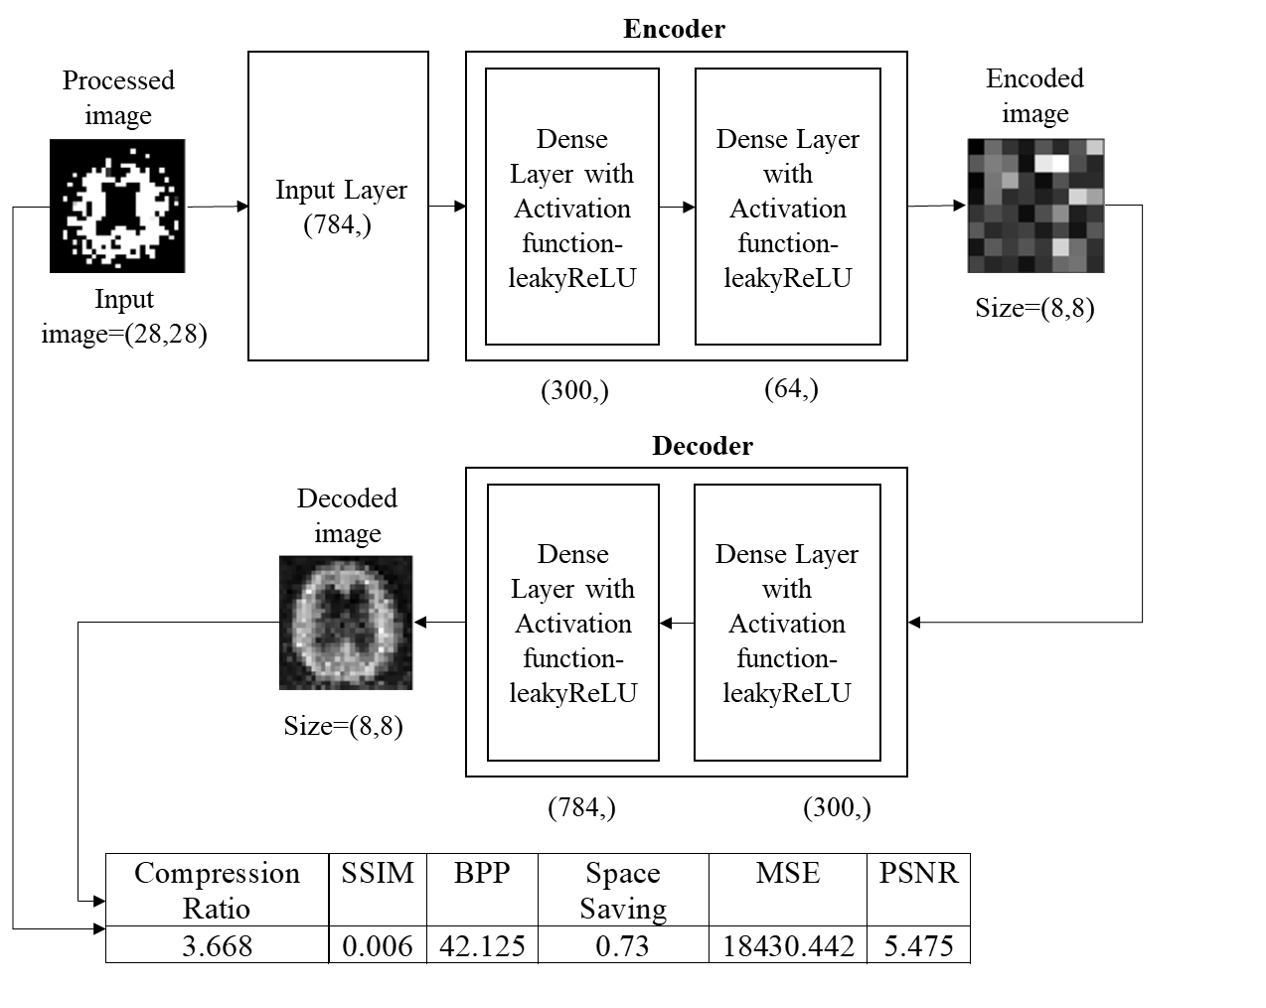 Encoder
Processed
image
Input
image=(28,28)
Input Layer
(784,)
Dense
Layer with
Activation
function-
leakyReLU
Dense Layer
with
Activation
function-
leakyReLU
(300,)
(64,)
Encoded
image
Size=(8,8)
Decoder
Decoded
image
Size=(8,8)
Dense
Layer with
Activation
function-
leakyReLU
Dense Layer
with
Activation
function-
leakyReLU
(784,)
(300,)
Compression
Ratio
SSIM
BPP
Space
Saving
MSE
PSNR
3.668
0.006
42.125
0.73
18430.442
5.475